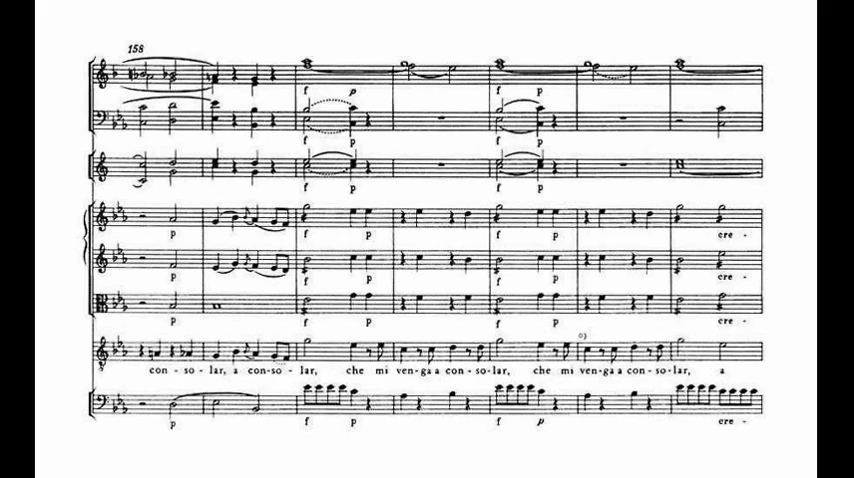 158
f p f p
f p f p
f p f p
p f p f p cre-
p f p f p cre-
p f p f p cre-
con - so - lar, a con-so - lar, che mi ven-ga a con-so-lar, che mi ven-ga a con-so-lar, a
p f p f p cre-